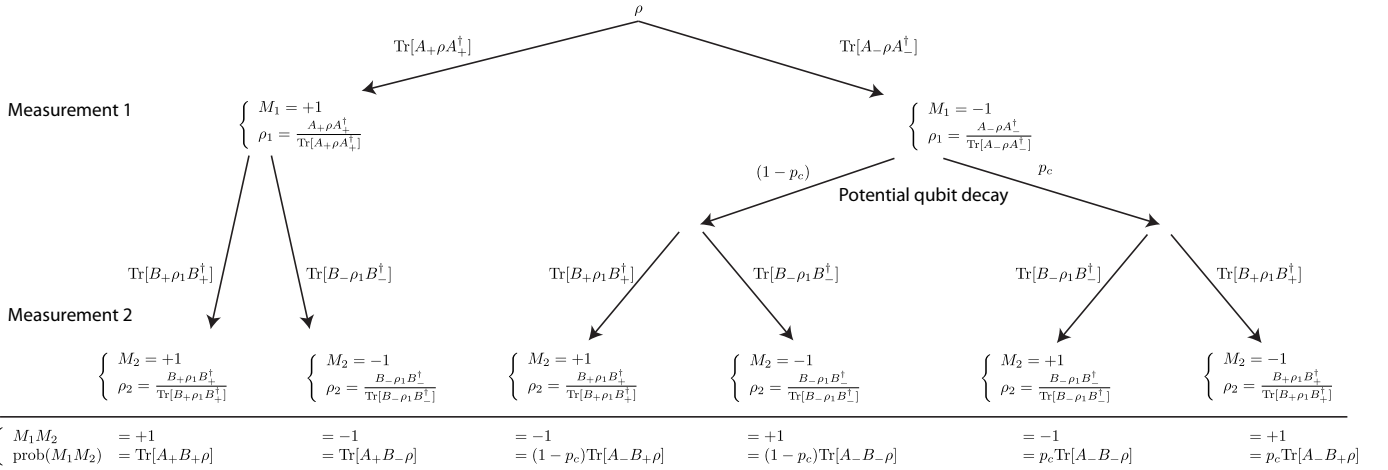 ρ
Tr[A₊ρA₊†] Tr[A₋ρA₋†]
Measurement 1
{ M₁ = +1 { M₁ = −1
ρ₁ = A₊ρA₊† / Tr[A₊ρA₊†] ρ₁ = A₋ρA₋† / Tr[A₋ρA₋†]
(1 − p_c) p_c
Potential qubit decay
Tr[B₊ρ₁B₊†] Tr[B₋ρ₁B₋†] Tr[B₊ρ₁B₊†] Tr[B₋ρ₁B₋†] Tr[B₋ρ₁B₋†] Tr[B₊ρ₁B₊†]
Measurement 2
{ M₂ = +1 { M₂ = −1 { M₂ = +1 { M₂ = −1 { M₂ = +1 { M₂ = −1
ρ₂ = B₊ρ₁B₊† / Tr[B₊ρ₁B₊†] ρ₂ = B₋ρ₁B₋† / Tr[B₋ρ₁B₋†] ρ₂ = B₊ρ₁B₊† / Tr[B₊ρ₁B₊†] ρ₂ = B₋ρ₁B₋† / Tr[B₋ρ₁B₋†] ρ₂ = B₋ρ₁B₋† / Tr[B₋ρ₁B₋†] ρ₂ = B₊ρ₁B₊† / Tr[B₊ρ₁B₊†]
M₁M₂ = +1 = −1 = −1 = +1 = −1 = +1
prob(M₁M₂) = Tr[A₊B₊ρ] = Tr[A₊B₋ρ] = (1 − p_c)Tr[A₋B₊ρ] = (1 − p_c)Tr[A₋B₋ρ] = p_cTr[A₋B₋ρ] = p_cTr[A₋B₊ρ]